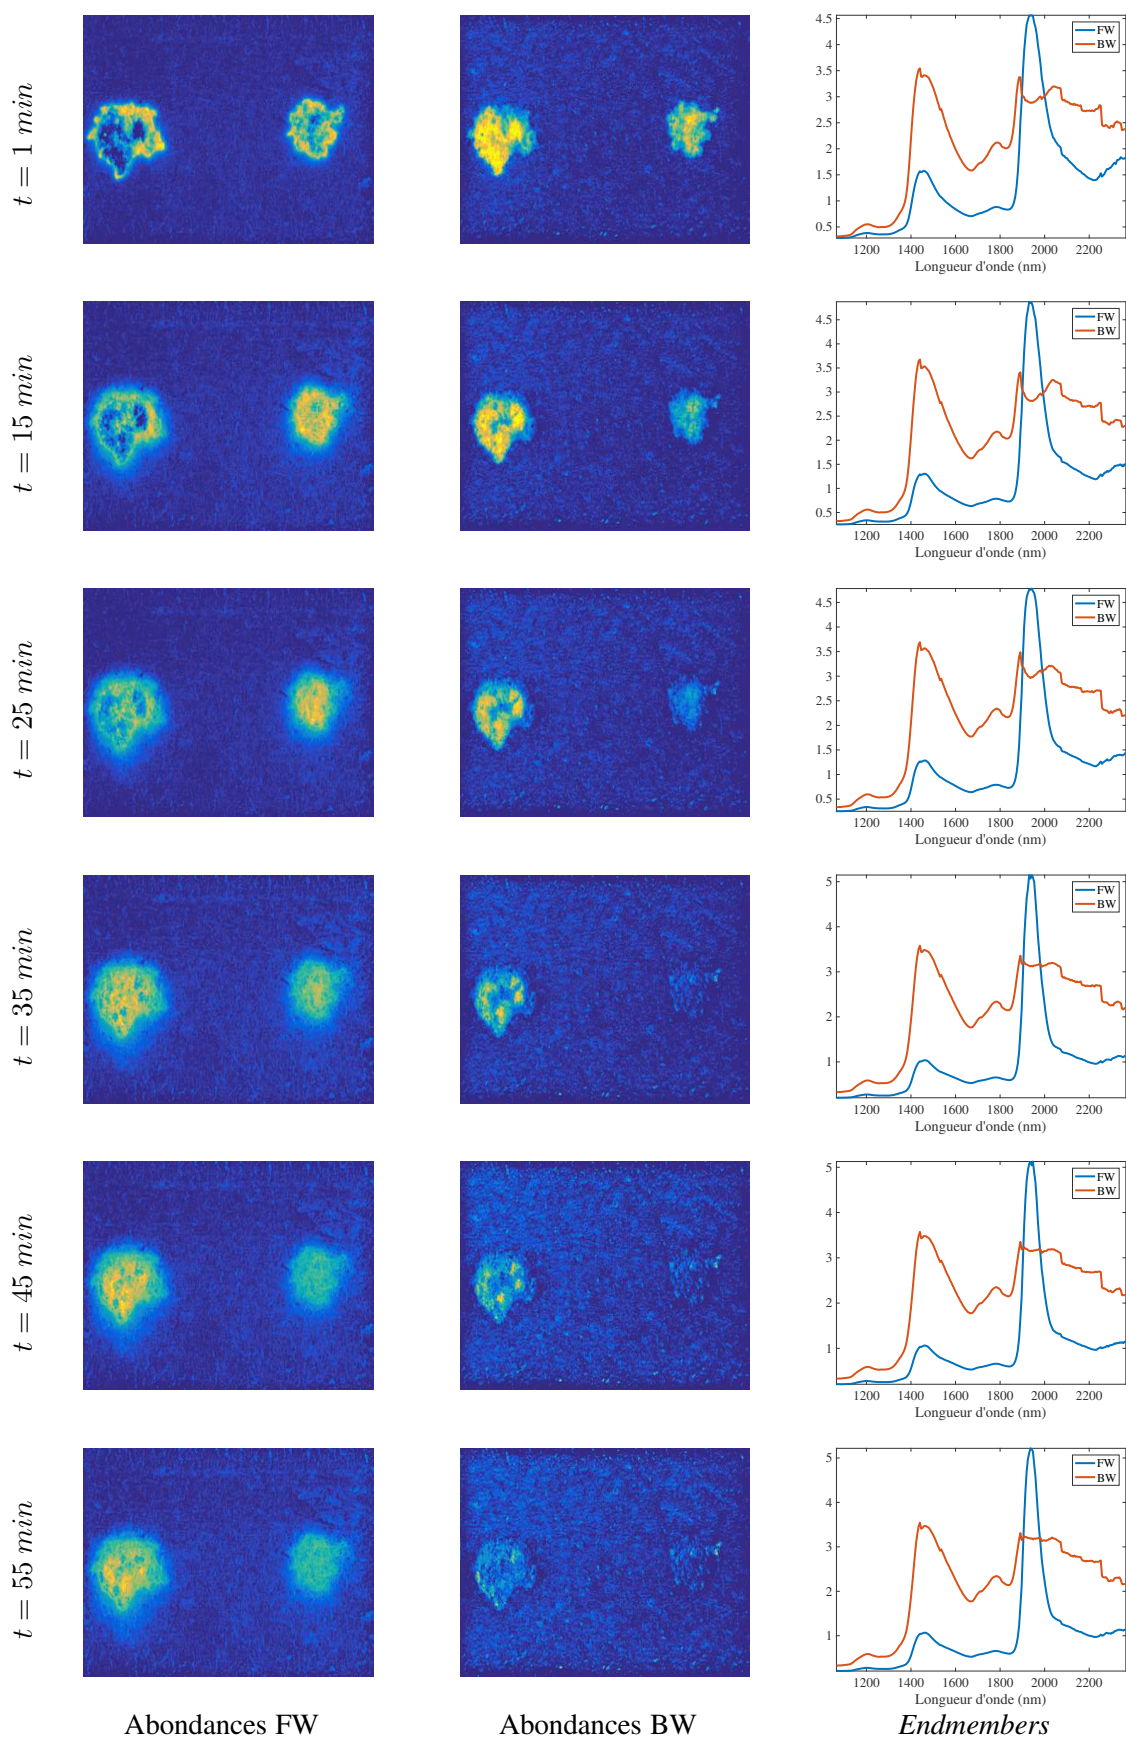 t = 1 min
4.5
4
3.5
3
2.5
2
1.5
1
0.5
FW
BW
1200 1400 1600 1800 2000 2200
Longueur d'onde (nm)
t = 15 min
4.5
4
3.5
3
2.5
2
1.5
1
0.5
FW
BW
1200 1400 1600 1800 2000 2200
Longueur d'onde (nm)
t = 25 min
4.5
4
3.5
3
2.5
2
1.5
1
0.5
FW
BW
1200 1400 1600 1800 2000 2200
Longueur d'onde (nm)
t = 35 min
5
4
3
2
1
FW
BW
1200 1400 1600 1800 2000 2200
Longueur d'onde (nm)
t = 45 min
5
4
3
2
1
FW
BW
1200 1400 1600 1800 2000 2200
Longueur d'onde (nm)
t = 55 min
5
4
3
2
1
FW
BW
1200 1400 1600 1800 2000 2200
Longueur d'onde (nm)
Abondances FW Abondances BW Endmembers